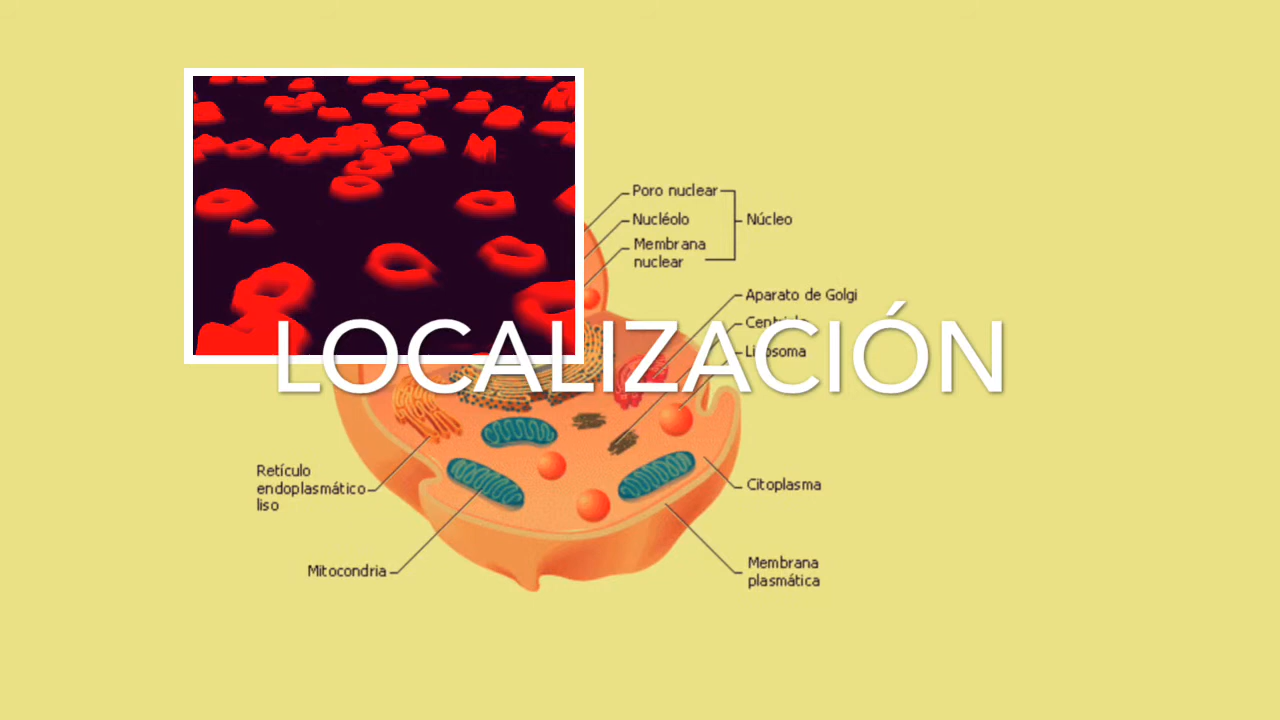 Poro nuclear
Nucléolo
Núcleo
Membrana
nuclear
Aparato de Golgi
LOCALIZACIÓN
Retículo
endoplasmático
liso
Citoplasma
Mitocondria
Membrana
plasmática